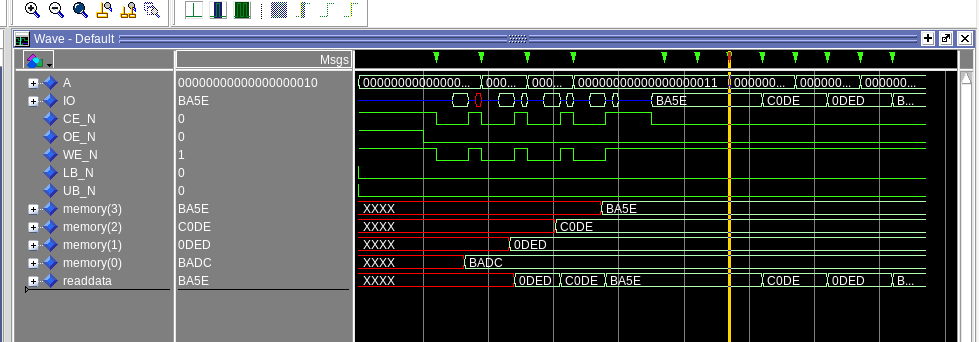 Wave - Default
Msgs
A 00000000000000000010 0000000000000... 000... 000... 00000000000000000011 000000... 000000... 000000...
IO BA5E BA5E C0DE 0DED B...
CE_N 0
OE_N 0
WE_N 1
LB_N 0
UB_N 0
memory(3) BA5E XXXX BA5E
memory(2) C0DE XXXX C0DE
memory(1) 0DED XXXX 0DED
memory(0) BADC XXXX BADC
readdata BA5E XXXX 0DED C0DE BA5E C0DE 0DED B...